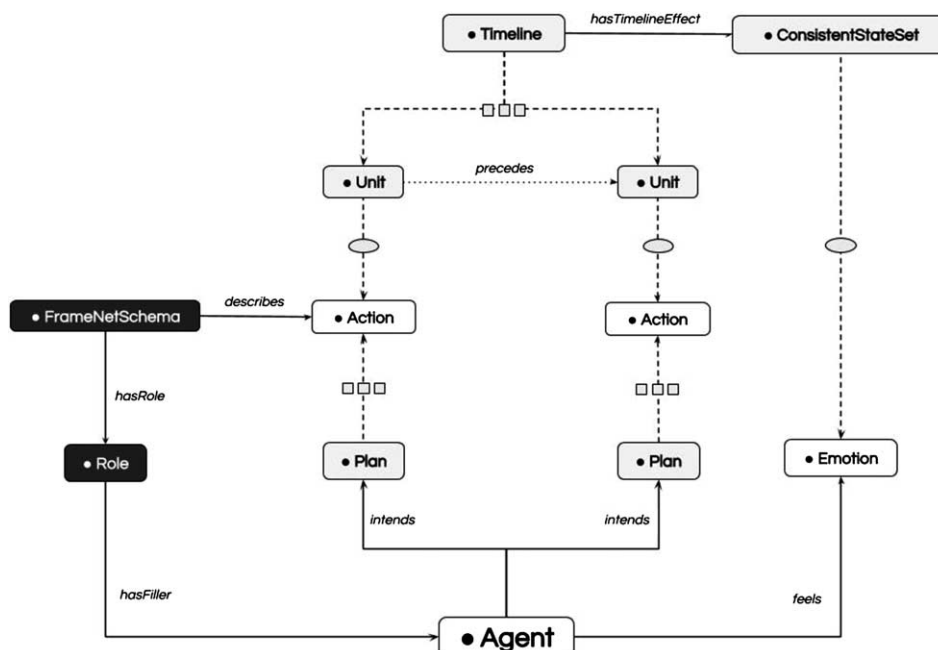 hasTimelineEffect
● Timeline
● ConsistentStateSet
precedes
● Unit
● Unit
describes
● FrameNetSchema
● Action
● Action
hasRole
● Role
● Plan
● Plan
● Emotion
intends
intends
hasFiller
feels
● Agent